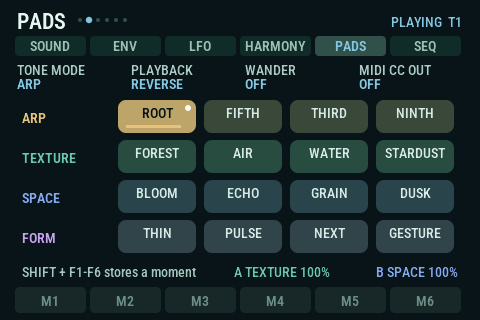 PADS
PLAYING T1
SOUND ENV LFO HARMONY PADS SEQ
TONE MODE PLAYBACK WANDER MIDI CC OUT
ARP REVERSE OFF OFF
ARP ROOT FIFTH THIRD NINTH
TEXTURE FOREST AIR WATER STARDUST
SPACE BLOOM ECHO GRAIN DUSK
FORM THIN PULSE NEXT GESTURE
SHIFT + F1-F6 stores a moment A TEXTURE 100% B SPACE 100%
M1 M2 M3 M4 M5 M6